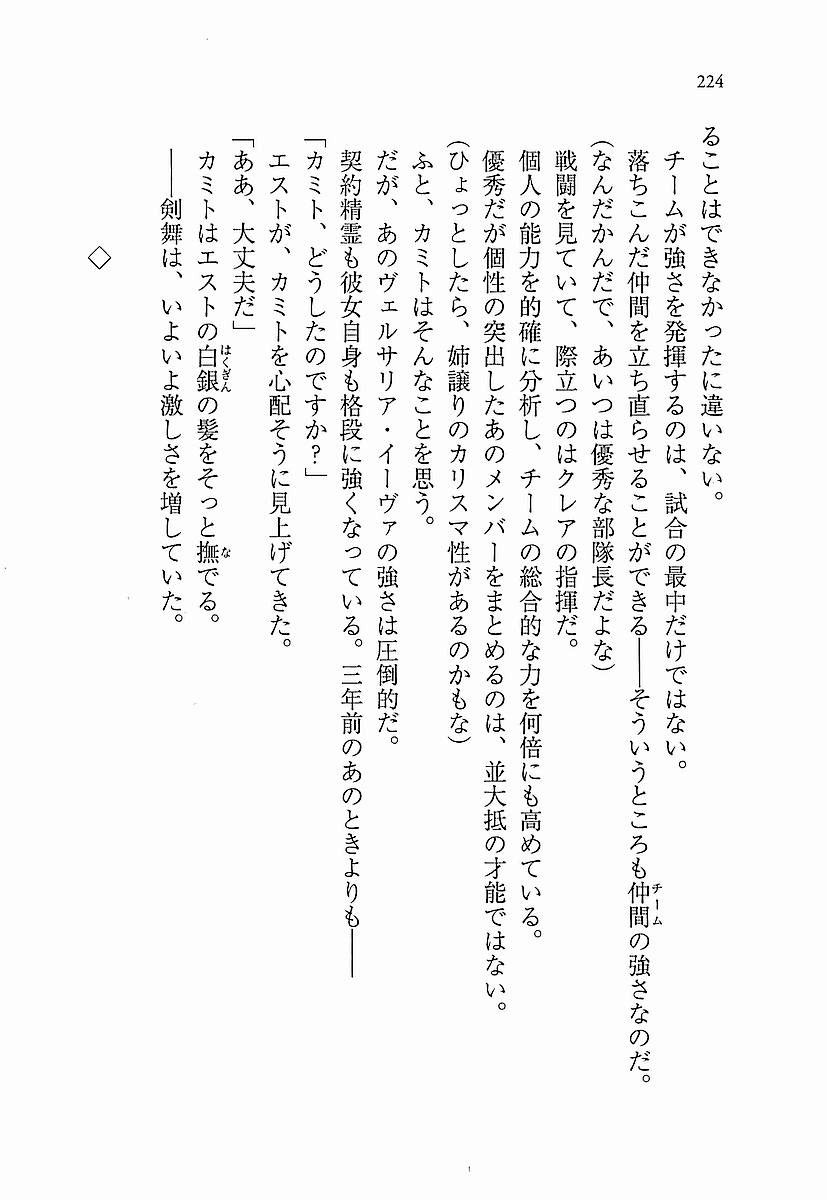 224
ることはできなかったに違いない。
チームが強さを発揮するのは、試合の最中だけではない。
落ちこんだ仲間を立ち直らせることができる――そういうところも仲間の強さなのだ。
チーム
(なんだかんだで、あいつは優秀な部隊長だよな)
戦闘を見ていて、際立つのはクレアの指揮だ。
個人の能力を的確に分析し、チームの総合的な力を何倍にも高めている。
優秀だが個性の突出したあのメンバーをまとめるのは、並大抵の才能ではない。
(ひょっとしたら、姉譲りのカリスマ性があるのかもな)
ふと、カミトはそんなことを思う。
だが、あのヴェルサリア・イーヴァの強さは圧倒的だ。
契約精霊も彼女自身も格段に強くなっている。三年前のあのときよりも――
「カミト、どうしたのですか?」
エストが、カミトを心配そうに見上げてきた。
「ああ、大丈夫だ」
カミトはエストの白銀の髪をそっと撫でる。
はくぎん
な
――剣舞は、いよいよ激しさを増していた。
◇